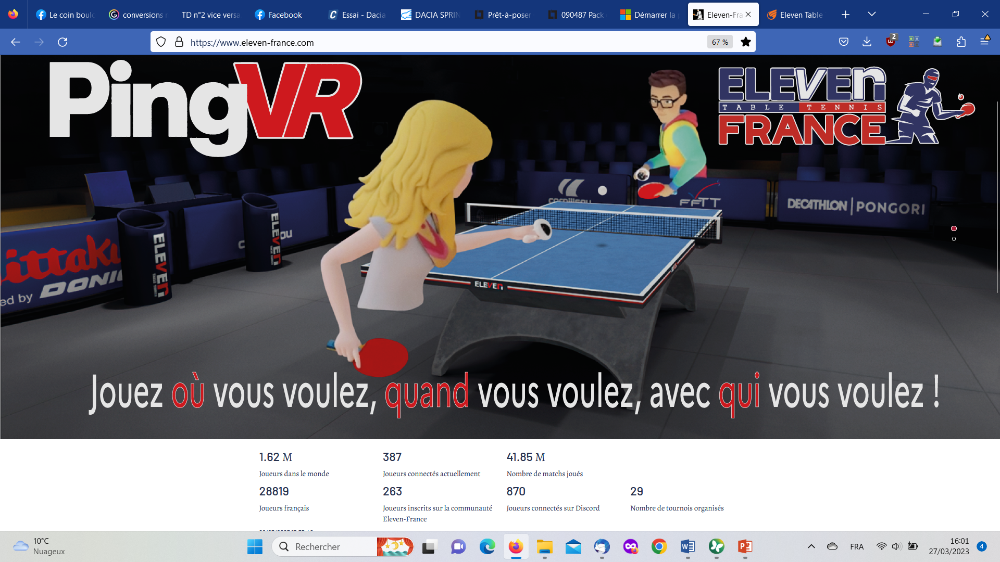 Le coin boulo
conversions
TD n°2 vice versa
Facebook
Essai - Dacia
DACIA SPRIN
Prêt-à-poser
090487 Pack
Démarrer la
Eleven-Fra
Eleven Table
https://www.eleven-france.com
67 %
2
PingVR
ELEVEN
TABLE TENNIS
FRANCE
cornilleau
FFTT
DECATHLON | PONGORI
ELEVEN
ELEVEN
ou
ittaku
DONIC
ed by
ELEVEN
Jouez où vous voulez, quand vous voulez, avec qui vous voulez !
1.62 M
Joueurs dans le monde
387
Joueurs connectés actuellement
41.85 M
Nombre de matchs joués
28819
Joueurs français
263
Joueurs inscrits sur la communauté
Eleven-France
870
Joueurs connectés sur Discord
29
Nombre de tournois organisés
10°C
Nuageux
Rechercher
FRA
16:01
27/03/2023
4